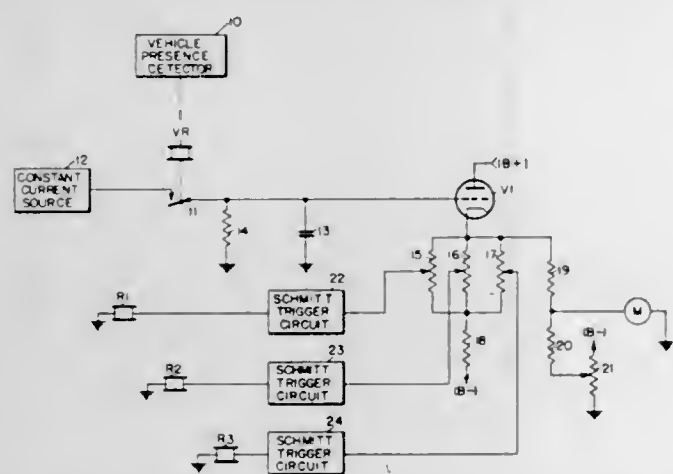 10
VEHICLE
PRESENCE
DETECTOR
VR
12
CONSTANT
CURRENT
SOURCE
11
14
13
(B+)
V1
15
16
17
18
(B-)
19
20
21
(B-)
M
22
SCHMITT
TRIGGER
CIRCUIT
R1
23
SCHMITT
TRIGGER
CIRCUIT
R2
24
SCHMITT
TRIGGER
CIRCUIT
R3